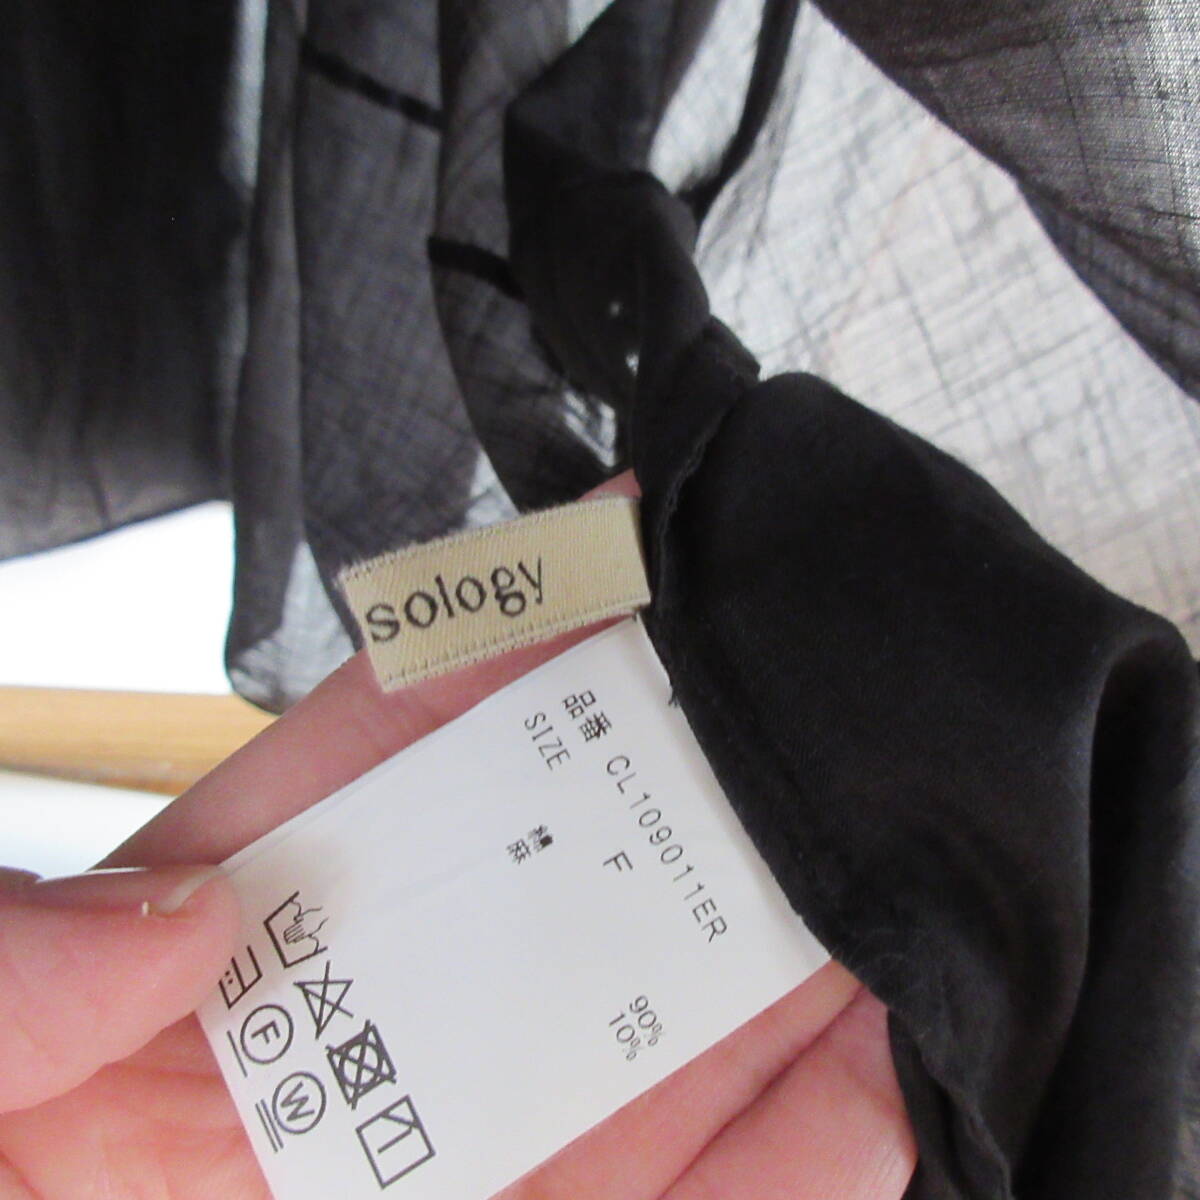 sology
品番 CL109011ER
SIZE F
綿 90%
麻 10%
F
W